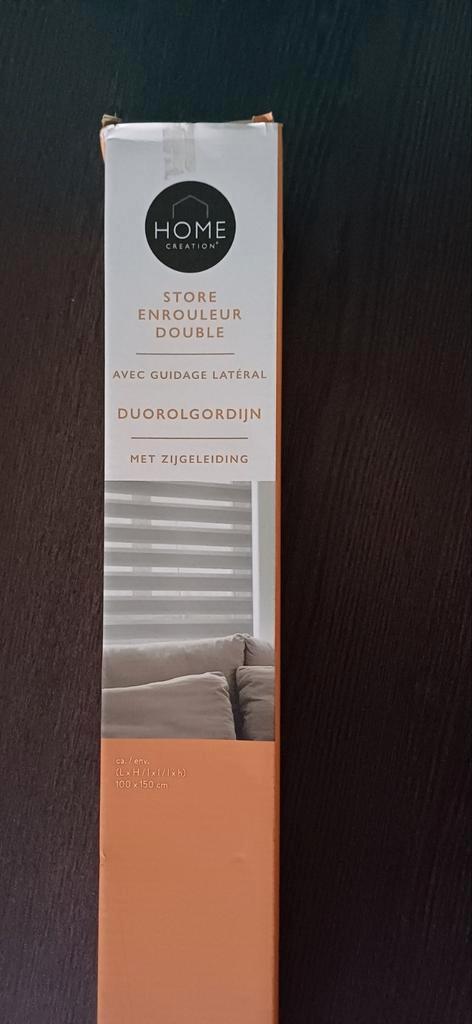 HOME
CREATION®
STORE
ENROULEUR
DOUBLE
AVEC GUIDAGE LATÉRAL
DUOROLGORDIJN
MET ZIJGELEIDING
ca. / env.
(L x H / l x l / l x h)
100 x 150 cm